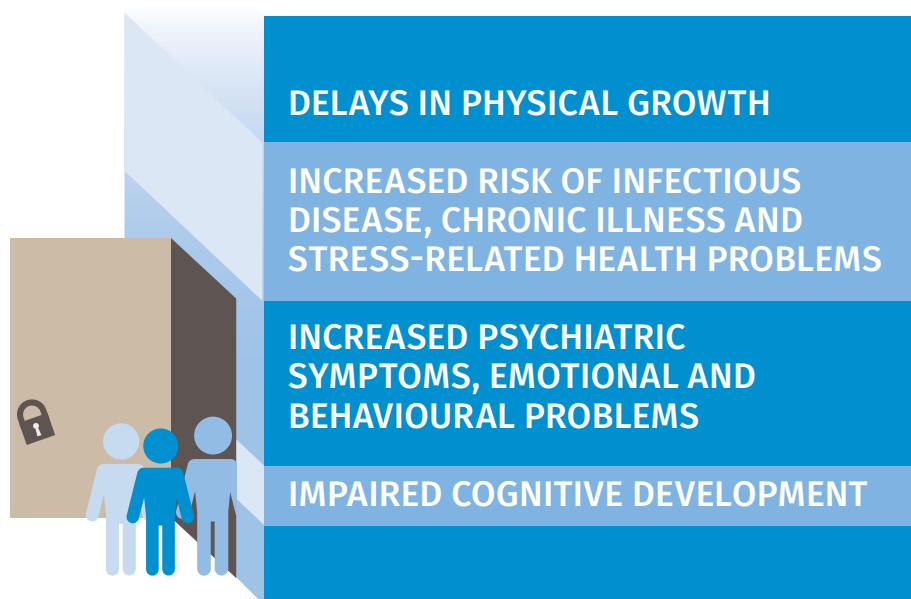 DELAYS IN PHYSICAL GROWTH
INCREASED RISK OF INFECTIOUS
DISEASE, CHRONIC ILLNESS AND
STRESS-RELATED HEALTH PROBLEMS
INCREASED PSYCHIATRIC
SYMPTOMS, EMOTIONAL AND
BEHAVIOURAL PROBLEMS
IMPAIRED COGNITIVE DEVELOPMENT